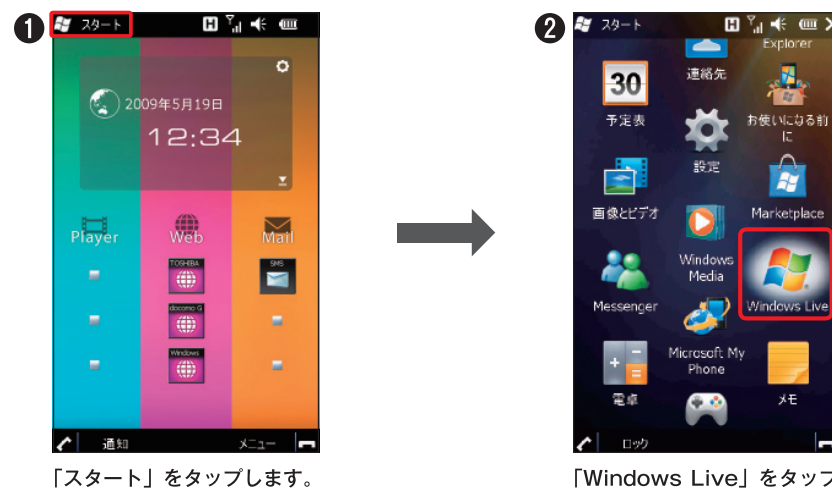 ❶
スタート
2009年5月19日
12:34
Player
Web
Mail
TOSHIBA
SMS
docomo G
Windows
通知
メニュー
「スタート」をタップします。
❷
スタート
Explorer
連絡先
30
予定表
お使いになる前
に
設定
画像とビデオ
Marketplace
Windows
Media
Messenger
Windows Live
Microsoft My
Phone
電卓
メモ
ロック
「Windows Live」をタップ